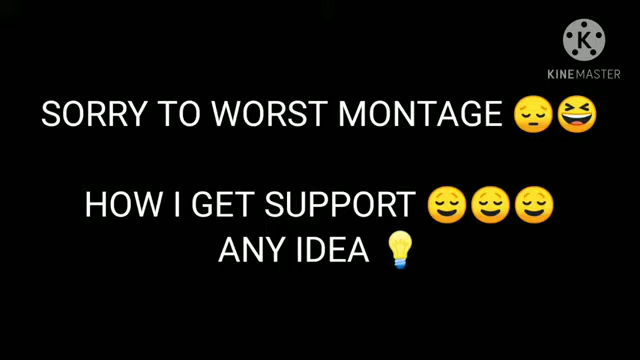 K
KINEMASTER
SORRY TO WORST MONTAGE 😔😆
HOW I GET SUPPORT 😌😌😌
ANY IDEA 💡